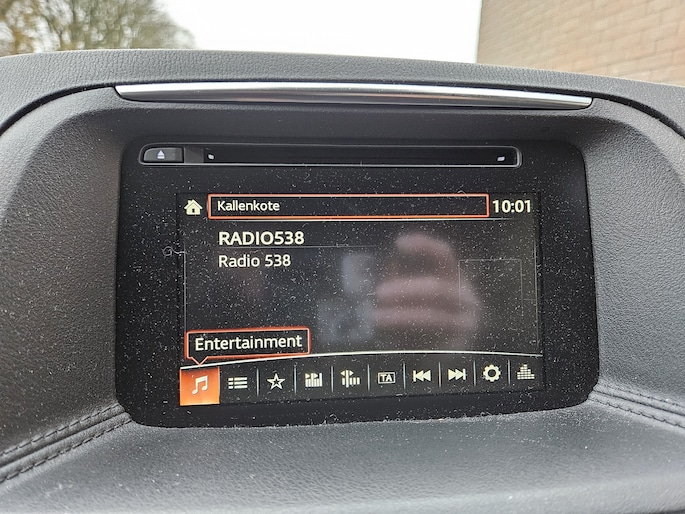 Kallenkote
10:01
RADIO538
Radio 538
Entertainment
TA